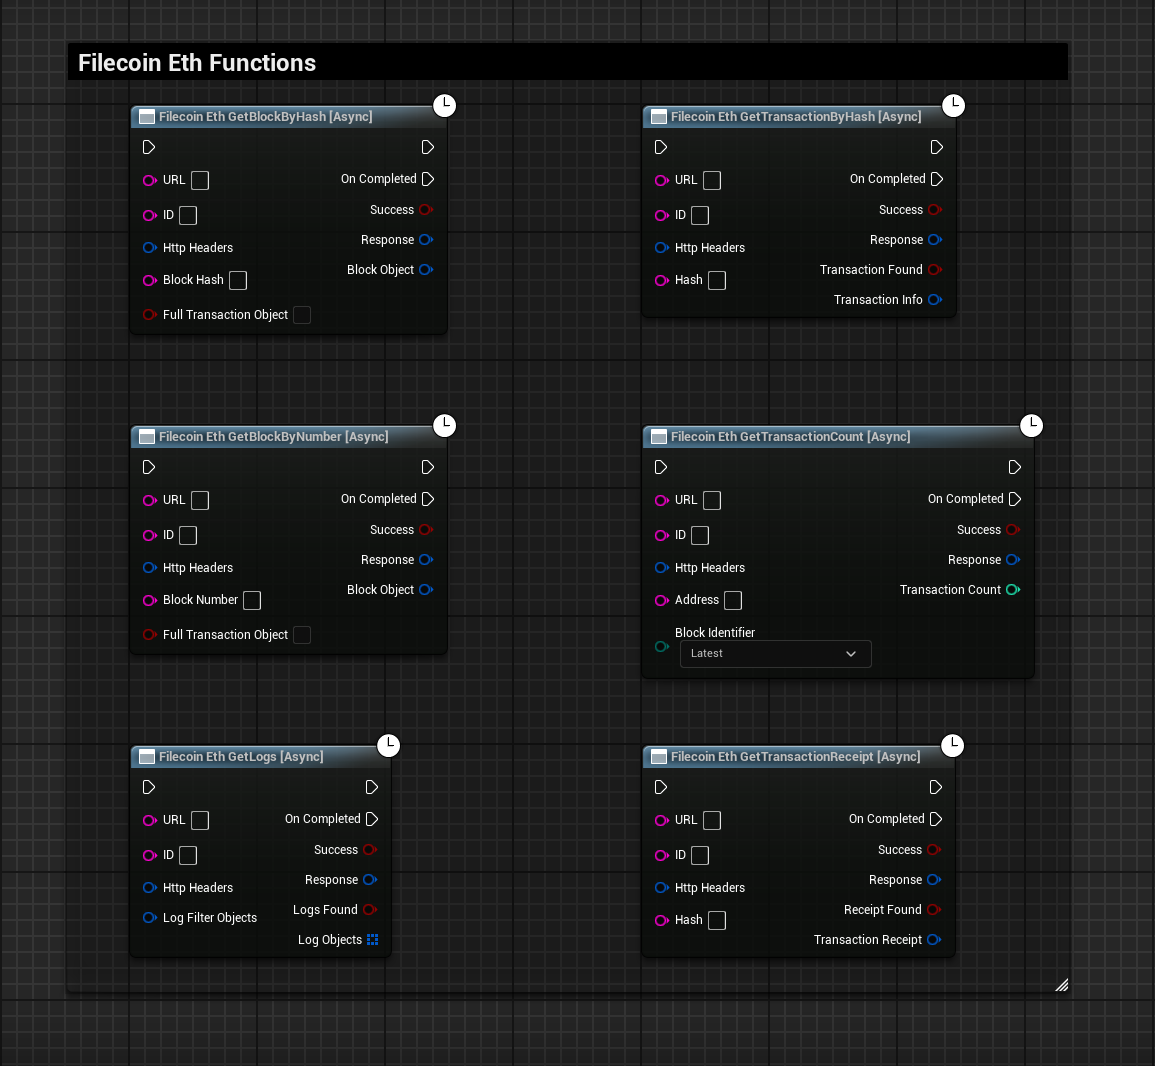 Filecoin Eth Functions
Filecoin Eth GetBlockByHash [Async]
URL
On Completed
ID
Success
Http Headers
Response
Block Hash
Block Object
Full Transaction Object
Filecoin Eth GetTransactionByHash [Async]
URL
On Completed
ID
Success
Http Headers
Response
Hash
Transaction Found
Transaction Info
Filecoin Eth GetBlockByNumber [Async]
URL
On Completed
ID
Success
Http Headers
Response
Block Number
Block Object
Full Transaction Object
Filecoin Eth GetTransactionCount [Async]
URL
On Completed
ID
Success
Http Headers
Response
Address
Transaction Count
Block Identifier
Latest
Filecoin Eth GetLogs [Async]
URL
On Completed
ID
Success
Http Headers
Response
Log Filter Objects
Logs Found
Log Objects
Filecoin Eth GetTransactionReceipt [Async]
URL
On Completed
ID
Success
Http Headers
Response
Hash
Receipt Found
Transaction Receipt